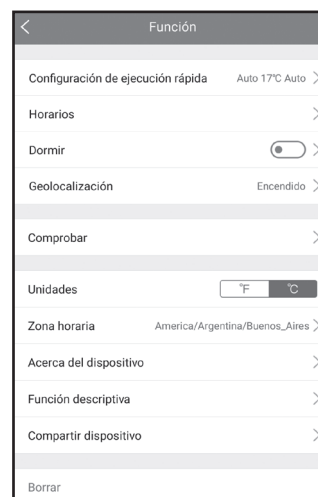 Función
Configuración de ejecución rápida Auto 17℃ Auto
Horarios
Dormir
Geolocalización Encendido
Comprobar
Unidades ℉ ℃
Zona horaria America/Argentina/Buenos_Aires
Acerca del dispositivo
Función descriptiva
Compartir dispositivo
Borrar